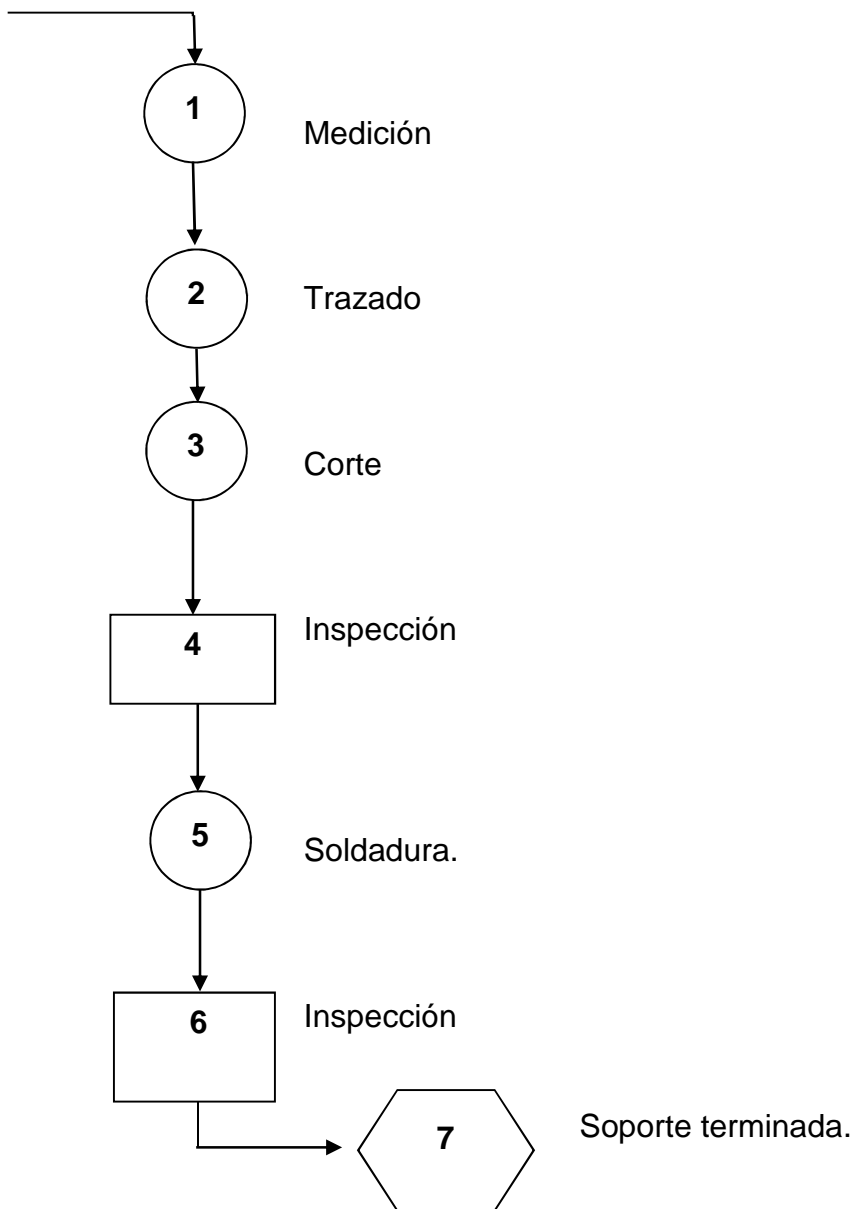 1
Medición
2
Trazado
3
Corte
4
Inspección
5
Soldadura.
6
Inspección
7
Soporte terminada.